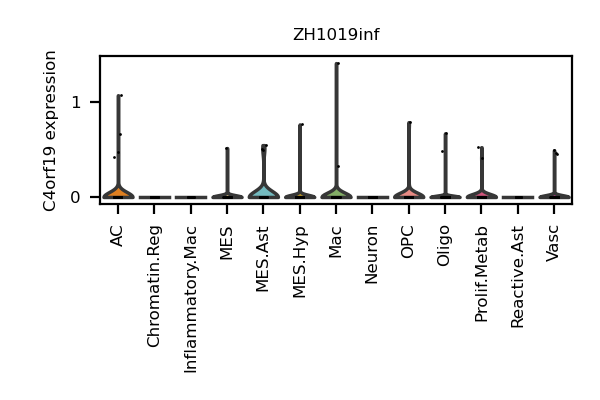 ZH1019inf
C4orf19 expression
1
0
AC
Chromatin.Reg
Inflammatory.Mac
MES
MES.Ast
MES.Hyp
Mac
Neuron
OPC
Oligo
Prolif.Metab
Reactive.Ast
Vasc